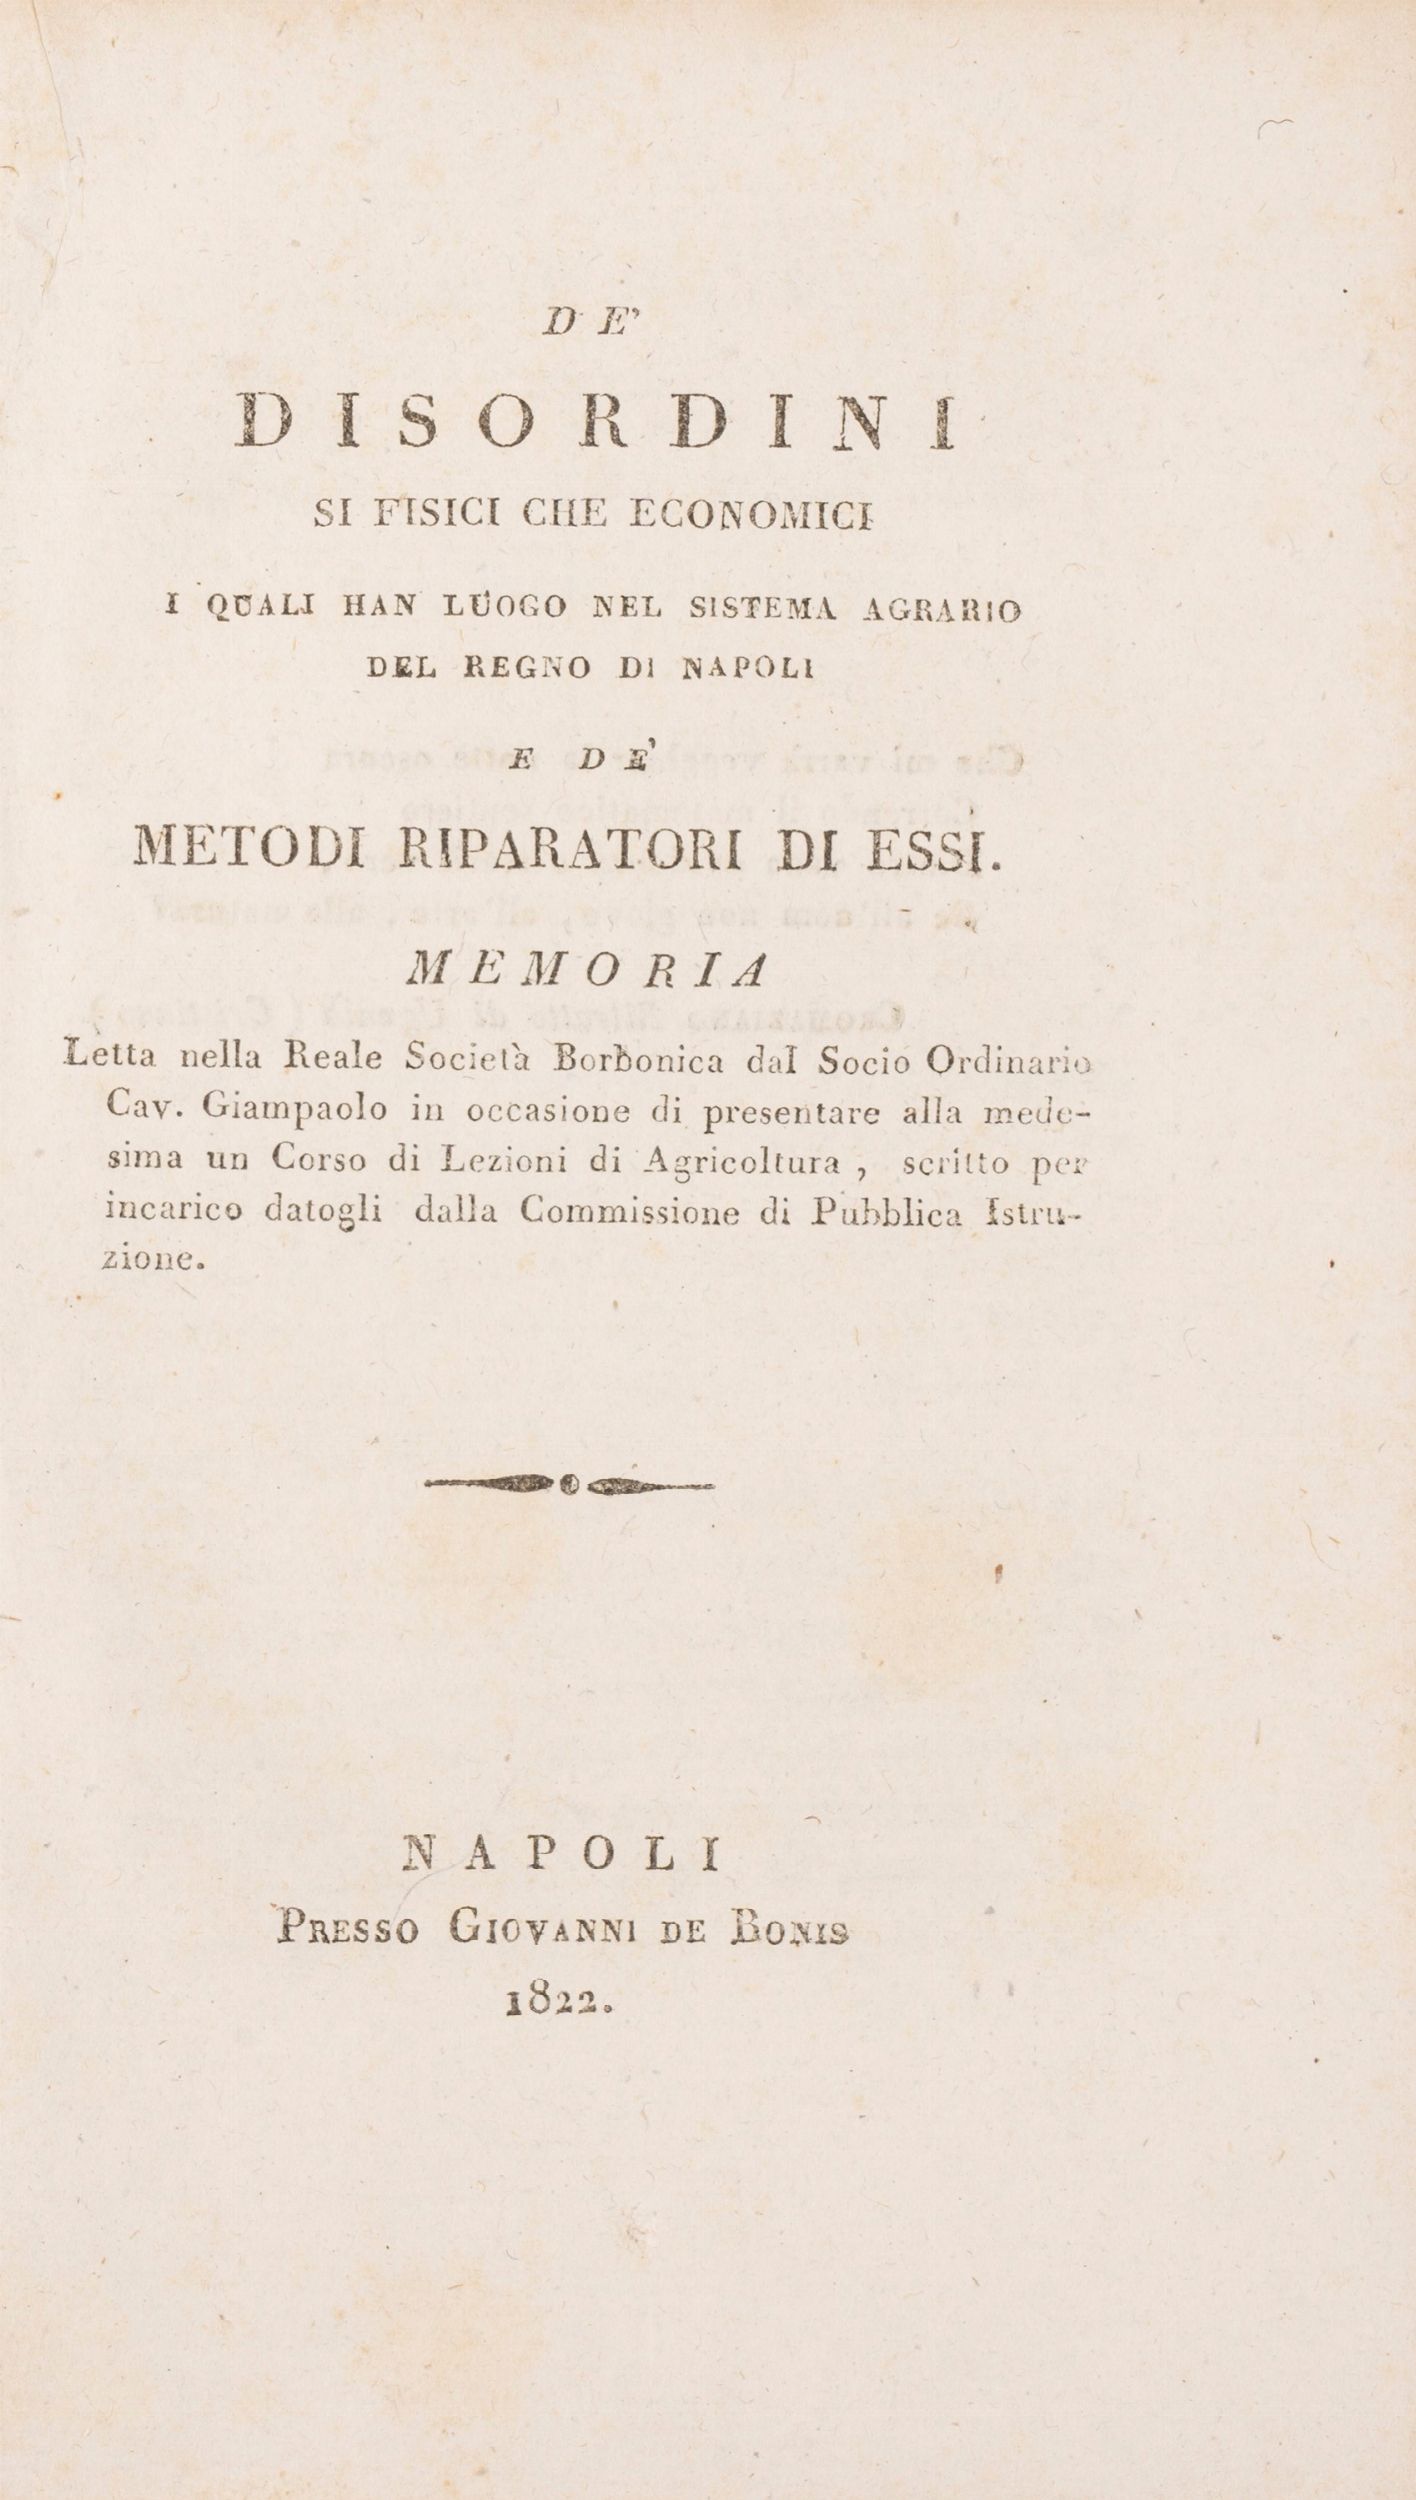 DE'
DISORDINI
SI FISICI CHE ECONOMICI
I QUALI HAN LUOGO NEL SISTEMA AGRARIO
DEL REGNO DI NAPOLI
E DE'
METODI RIPARATORI DI ESSI.
MEMORIA
Letta nella Reale Società Borbonica dal Socio Ordinario
Cav. Giampaolo in occasione di presentare alla mede-
sima un Corso di Lezioni di Agricoltura , scritto per
incarico datogli dalla Commissione di Pubblica Istru-
zione.
NAPOLI
PRESSO GIOVANNI DE BONIS
1822.